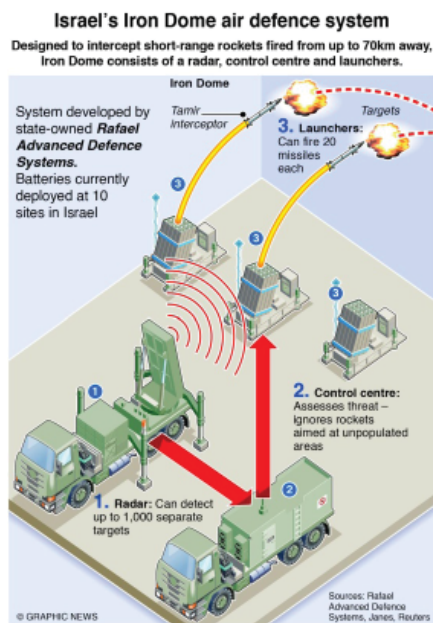 Israel's Iron Dome air defence system
Designed to intercept short-range rockets fired from up to 70km away,
Iron Dome consists of a radar, control centre and launchers.
Iron Dome
System developed by
state-owned Rafael
Advanced Defence
Systems.
Batteries currently
deployed at 10
sites in Israel
Tamir
Interceptor
Targets
3. Launchers:
Can fire 20
missiles
each
3
3
3
1
2. Control centre:
Assesses threat –
ignores rockets
aimed at unpopulated
areas
1. Radar: Can detect
up to 1,000 separate
targets
2
Sources: Rafael
Advanced Defence
Systems, Janes, Reuters
© GRAPHIC NEWS